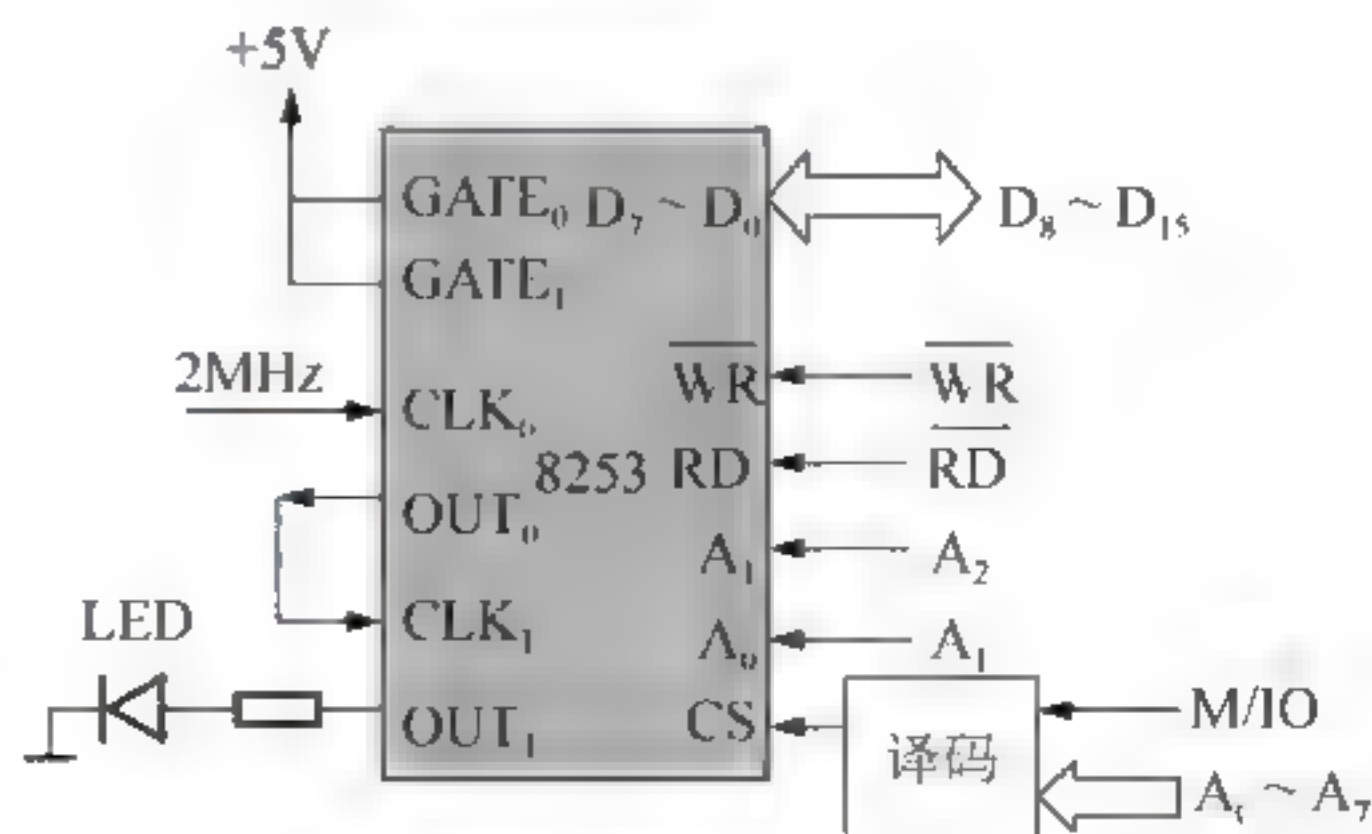 +5V
GATE₀ D₇ ~ D₀
D₈ ~ D₁₅
GATE₁
2MHz
WR
WR
CLK₀
8253
RD
RD
OUT₀
A₁
A₂
LED
CLK₁
A₀
A₁
OUT₁
CS
译码
M/IO
~ A₇